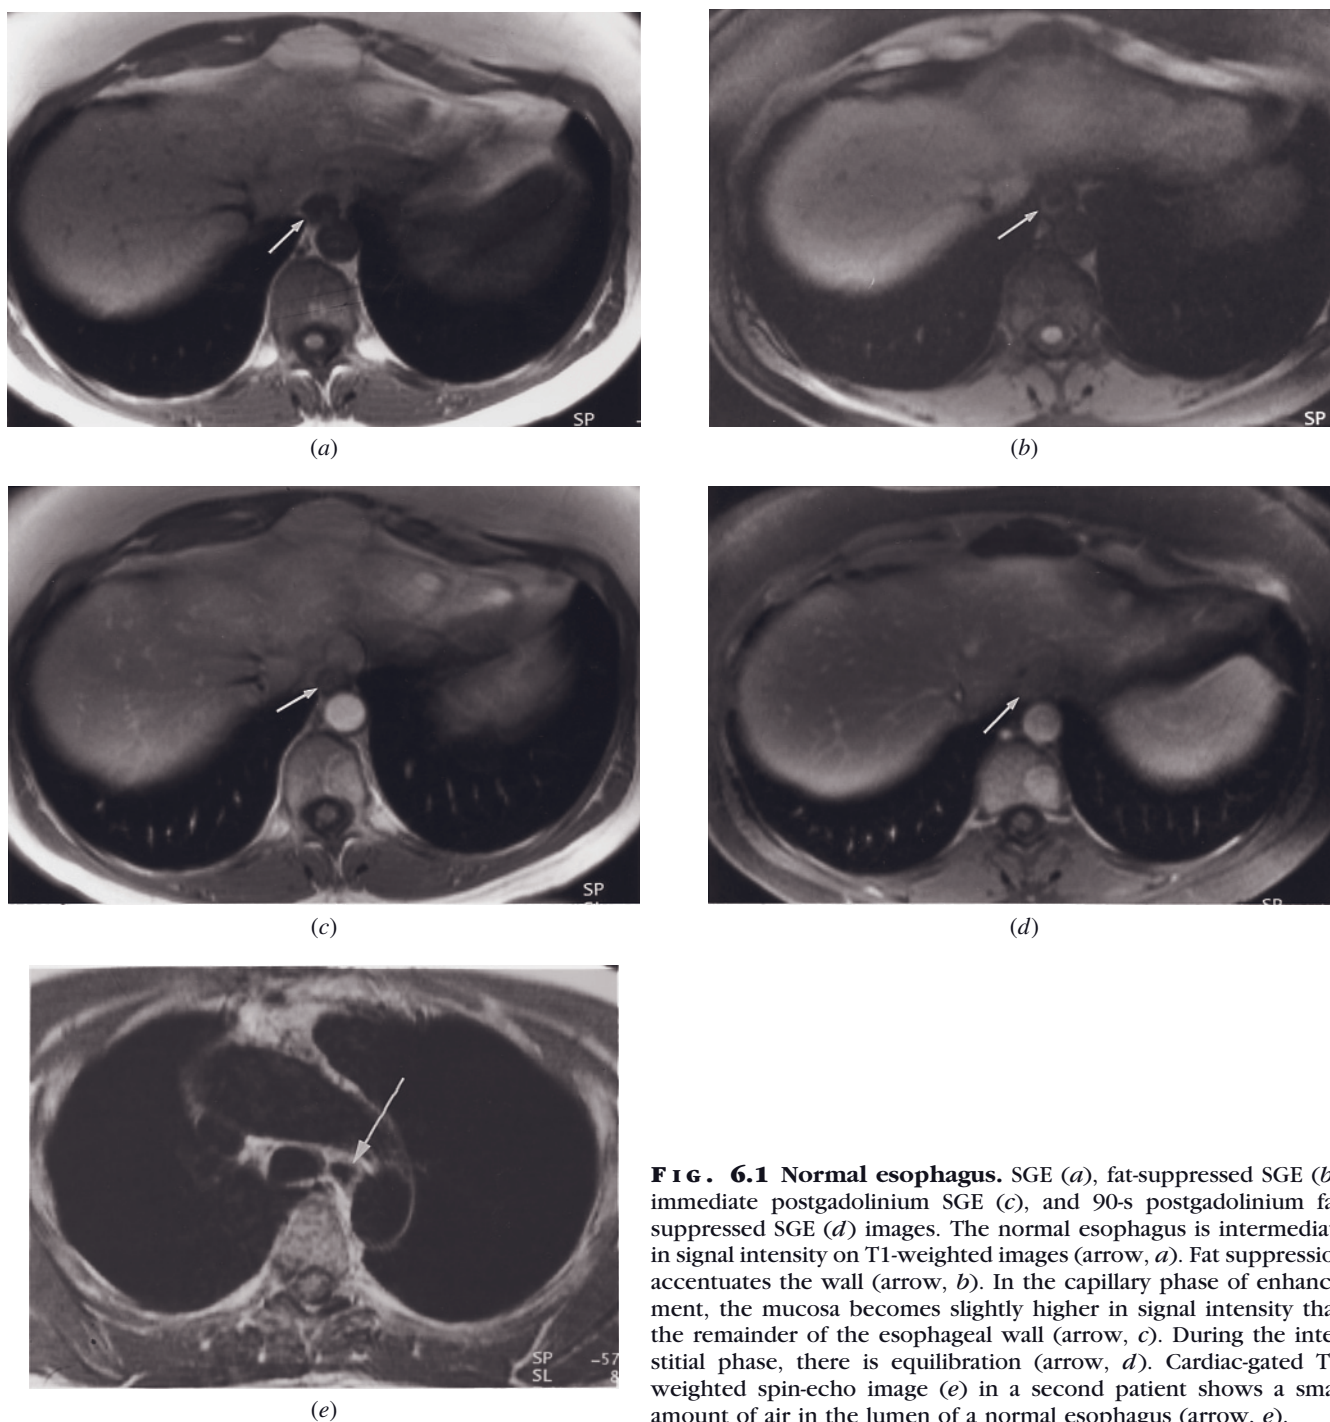 SP
SP
(a)
(b)
SP
SP
(c)
(d)
FIG. 6.1 Normal esophagus. SGE (a), fat-suppressed SGE (b
immediate postgadolinium SGE (c), and 90-s postgadolinium fa
suppressed SGE (d) images. The normal esophagus is intermedia
in signal intensity on T1-weighted images (arrow, a). Fat suppressio
accentuates the wall (arrow, b). In the capillary phase of enhanc
ment, the mucosa becomes slightly higher in signal intensity tha
the remainder of the esophageal wall (arrow, c). During the inte
stitial phase, there is equilibration (arrow, d). Cardiac-gated T
weighted spin-echo image (e) in a second patient shows a sma
amount of air in the lumen of a normal esophagus (arrow, e).
SP -57
SL 8
(e)